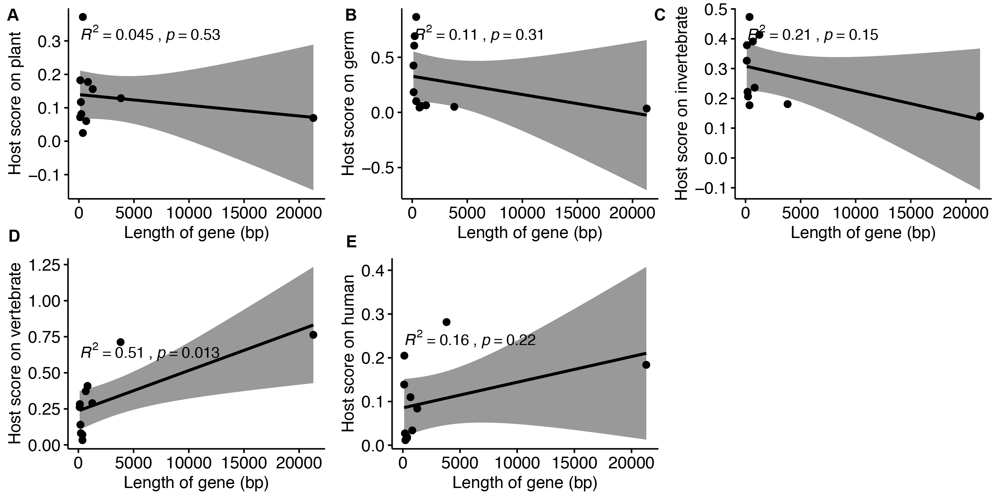 A
Host score on plant
R² = 0.045 , p = 0.53
0.3
0.2
0.1
0.0
−0.1
0 5000 10000 15000 20000
Length of gene (bp)
B
Host score on germ
R² = 0.11 , p = 0.31
0.5
0.0
−0.5
0 5000 10000 15000 20000
Length of gene (bp)
C
Host score on invertebrate
R² = 0.21 , p = 0.15
0.5
0.4
0.3
0.2
0.1
0.0
−0.1
0 5000 10000 15000 20000
Length of gene (bp)
D
Host score on vertebrate
R² = 0.51 , p = 0.013
1.25
1.00
0.75
0.50
0.25
0.00
0 5000 10000 15000 20000
Length of gene (bp)
E
Host score on human
R² = 0.16 , p = 0.22
0.4
0.3
0.2
0.1
0.0
0 5000 10000 15000 20000
Length of gene (bp)